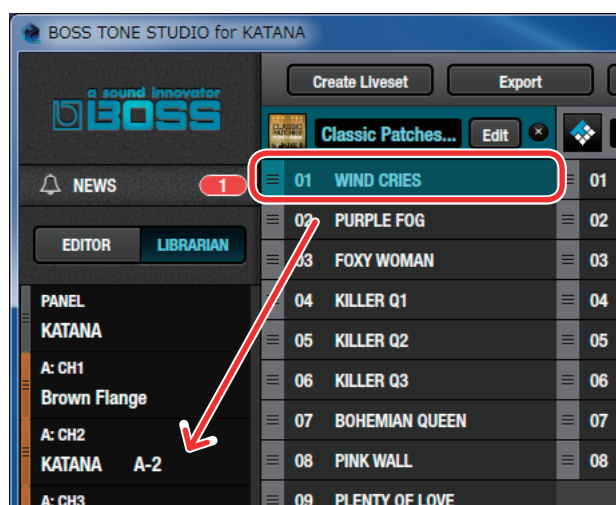 BOSS TONE STUDIO for KATANA
a sound innovator
BOSS
Create Liveset
Export
CLASSIC
Classic Patches...
Edit
NEWS
1
EDITOR
LIBRARIAN
PANEL
KATANA
A: CH1
Brown Flange
A: CH2
KATANA A-2
A: CH3
01 WIND CRIES
02 PURPLE FOG
03 FOXY WOMAN
04 KILLER Q1
05 KILLER Q2
06 KILLER Q3
07 BOHEMIAN QUEEN
08 PINK WALL
09 PLENTY OF LOVE
01
02
03
04
05
06
07
08